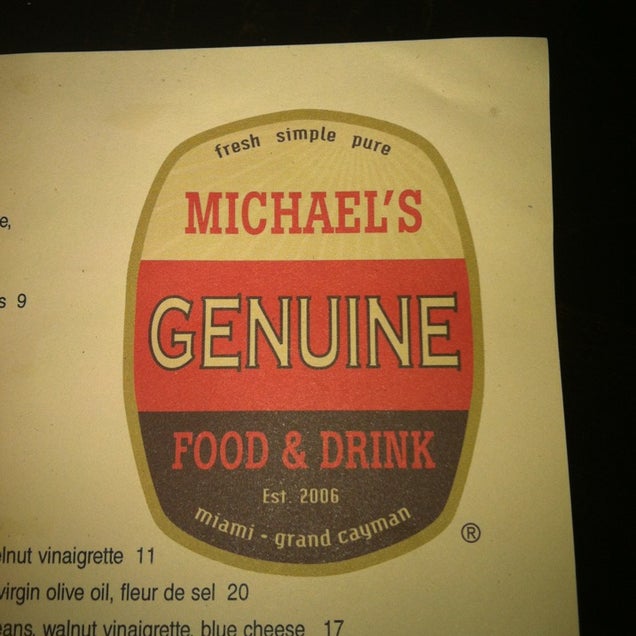 fresh simple pure
MICHAEL'S
GENUINE
FOOD & DRINK
Est. 2006
miami • grand cayman
®
e,
s 9
lnut vinaigrette 11
virgin olive oil, fleur de sel 20
eans, walnut vinaigrette, blue cheese 17